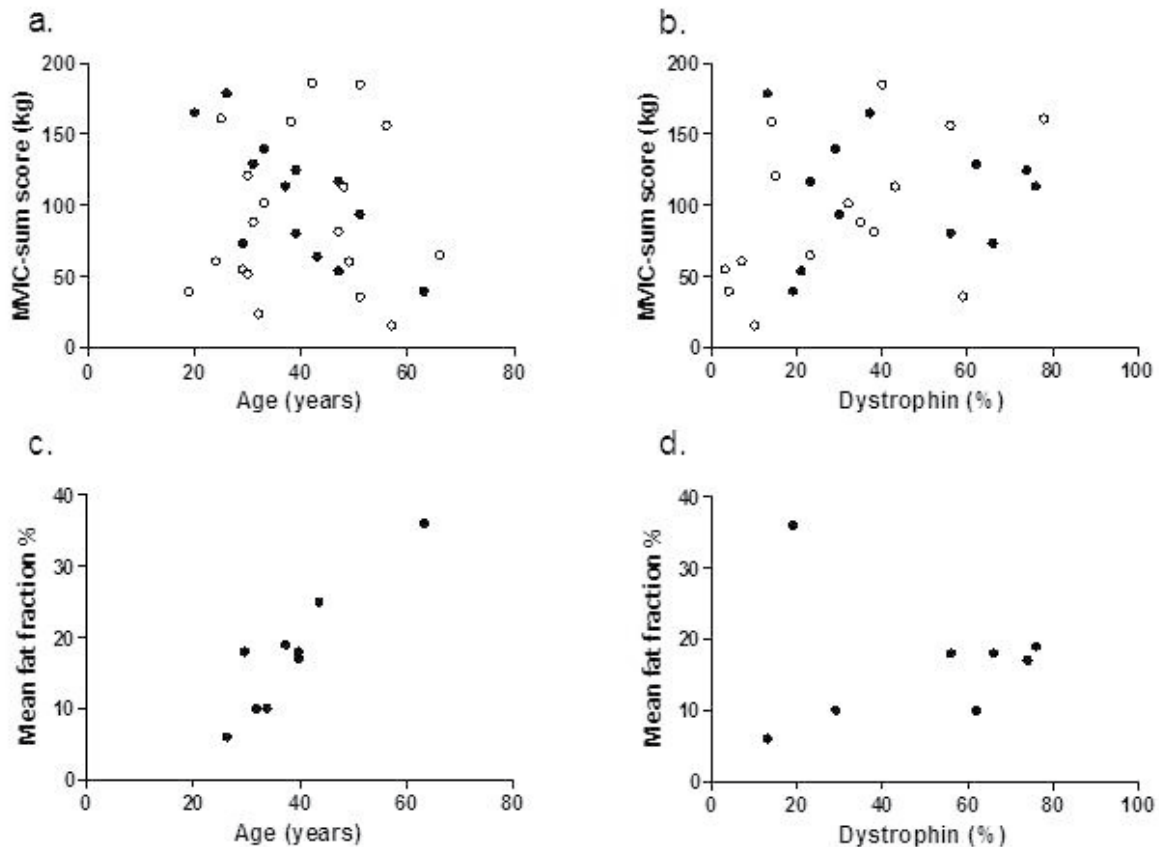 a.
MVIC-sum score (kg)
200
150
100
50
0
0 20 40 60 80
Age (years)
b.
MVIC-sum score (kg)
200
150
100
50
0
0 20 40 60 80 100
Dystrophin (%)
c.
Mean fat fraction %
40
30
20
10
0
0 20 40 60 80
Age (years)
d.
Mean fat fraction %
40
30
20
10
0
0 20 40 60 80 100
Dystrophin (%)